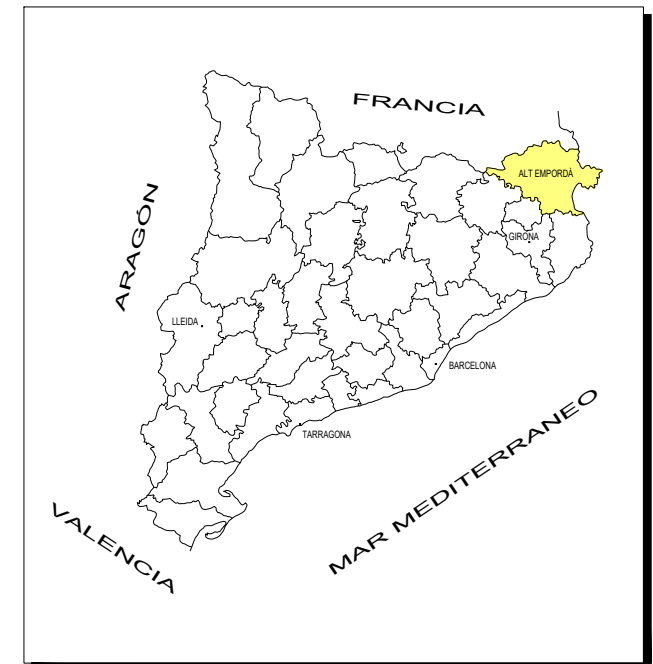 FRANCIA
ALT EMPORDÀ
ARAGÓN
GIRONA
LLEIDA
BARCELONA
TARRAGONA
MAR MEDITERRANEO
VALENCIA